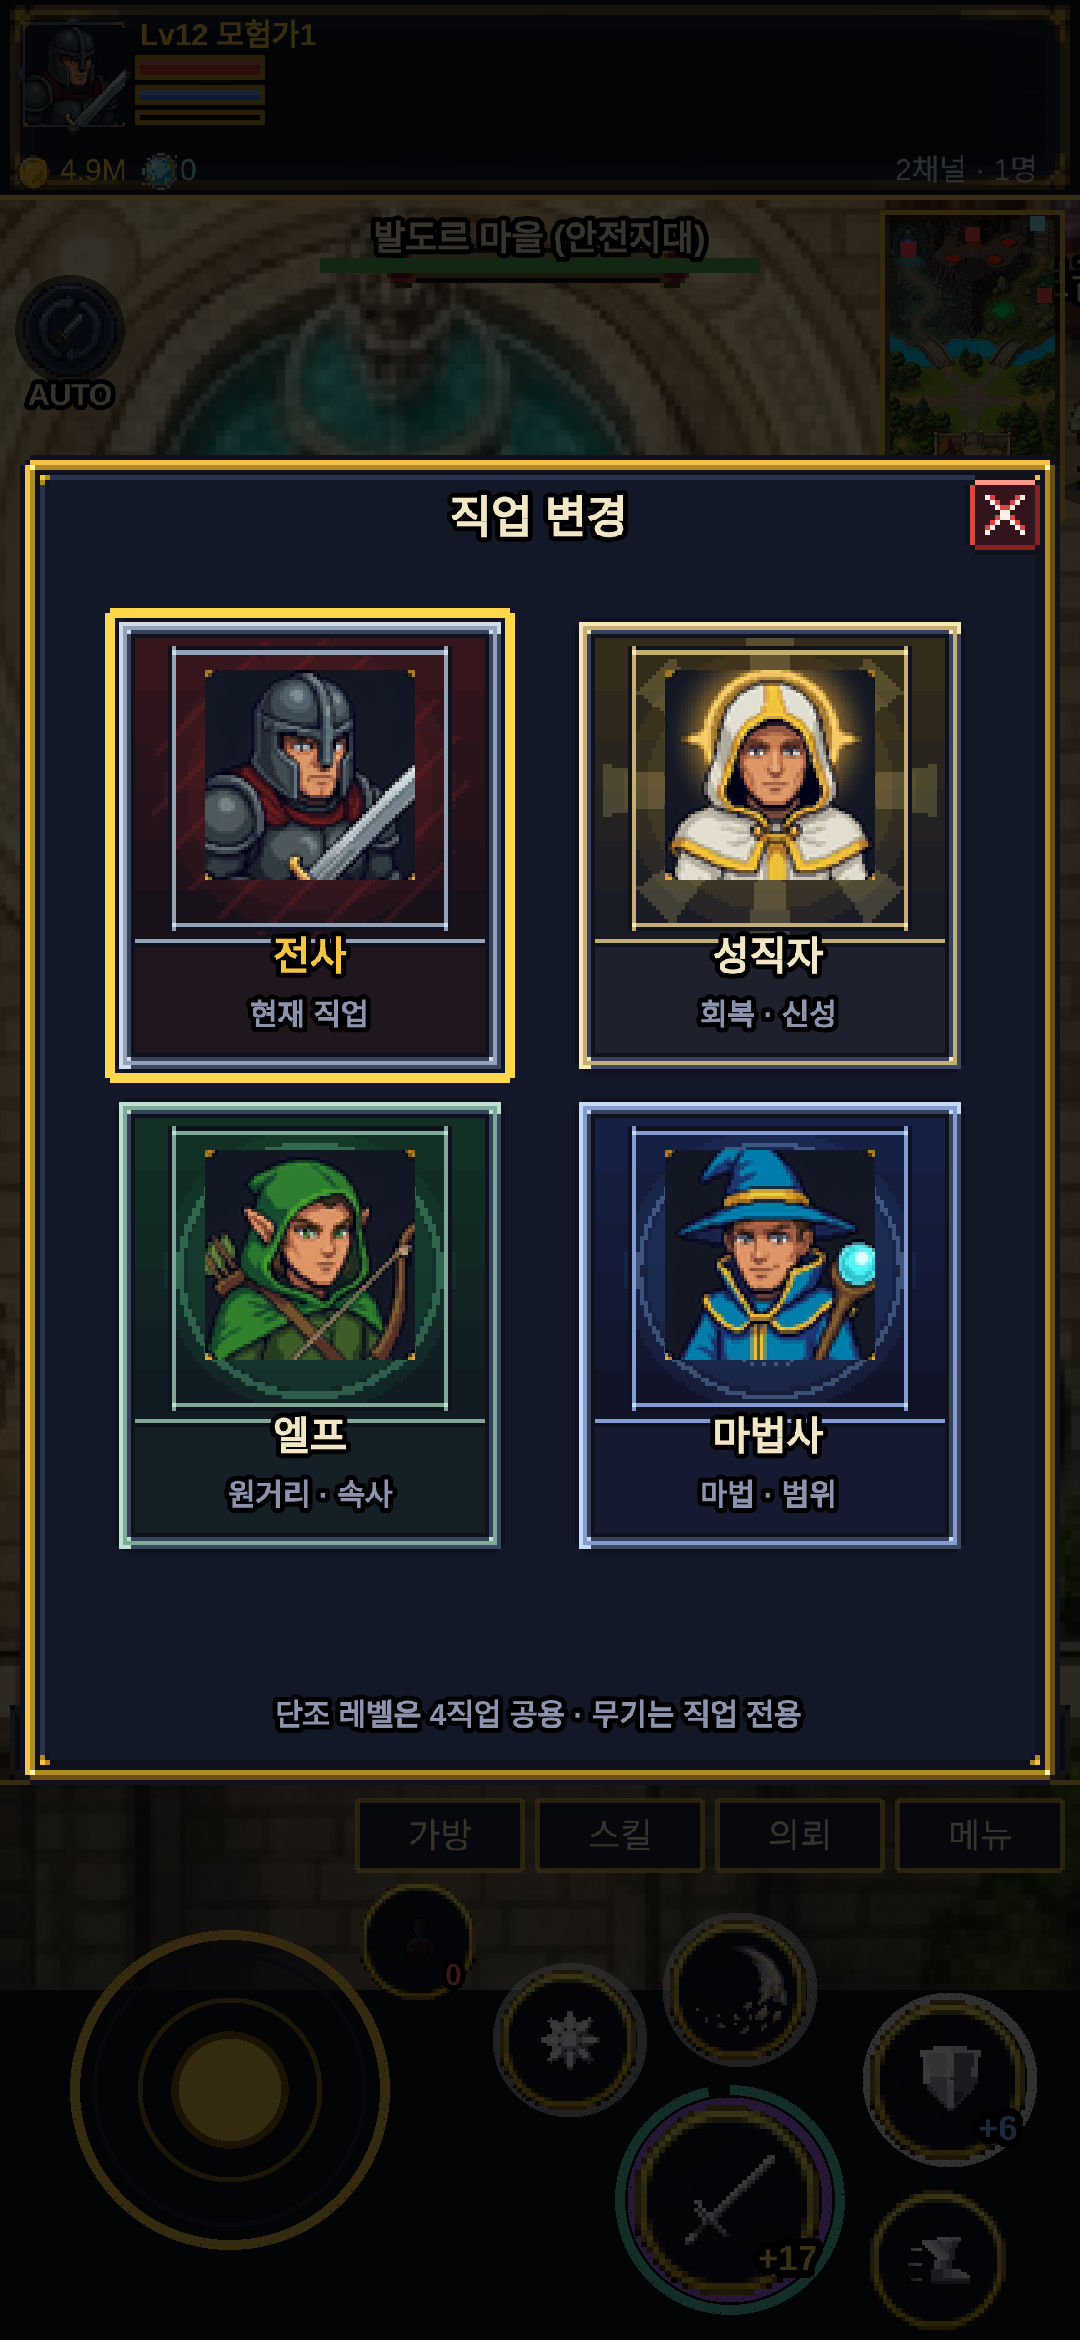 Lv12 모험가1
4.9M 0 2채널 · 1명
발도르 마을 (안전지대)
AUTO
직업 변경
전사
현재 직업
성직자
회복 · 신성
엘프
원거리 · 속사
마법사
마법 · 범위
단조 레벨은 4직업 공용 · 무기는 직업 전용
가방
스킬
의뢰
메뉴
0
+6
+17